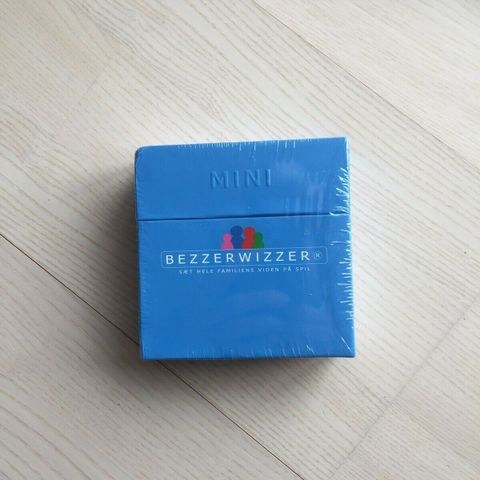 MINI
BEZZERWIZZER®
SÆT HELE FAMILIENS VIDEN PÅ SPIL